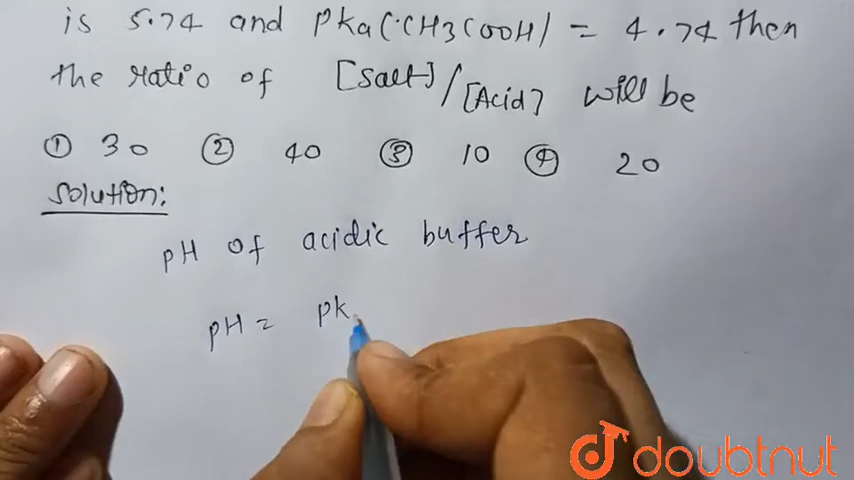 is 5.74 and Pka(CH3COOH) = 4.74 then
the ratio of [Salt]/[Acid] will be
① 30 ② 40 ③ 10 ④ 20
Solution:
pH of acidic buffer
pH = pk
doubtnut